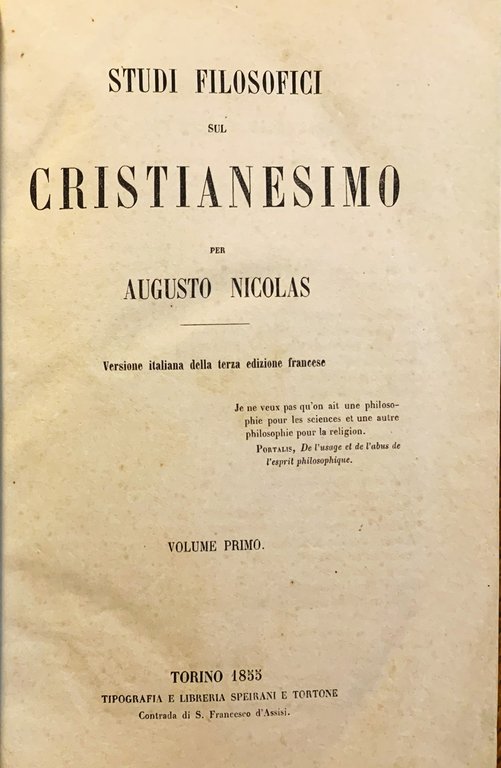 STUDI FILOSOFICI
SUL
CRISTIANESIMO
PER
AUGUSTO NICOLAS
Versione italiana della terza edizione francese
Je ne veux pas qu'on ait une philoso-
phie pour les sciences et une autre
philosophie pour la religion.
PORTALIS, De l'usage et de l'abus de
l'esprit philosophique.
VOLUME PRIMO.
TORINO 1855
TIPOGRAFIA E LIBRERIA SPEIRANI E TORTONE
Contrada di S. Francesco d'Assisi.